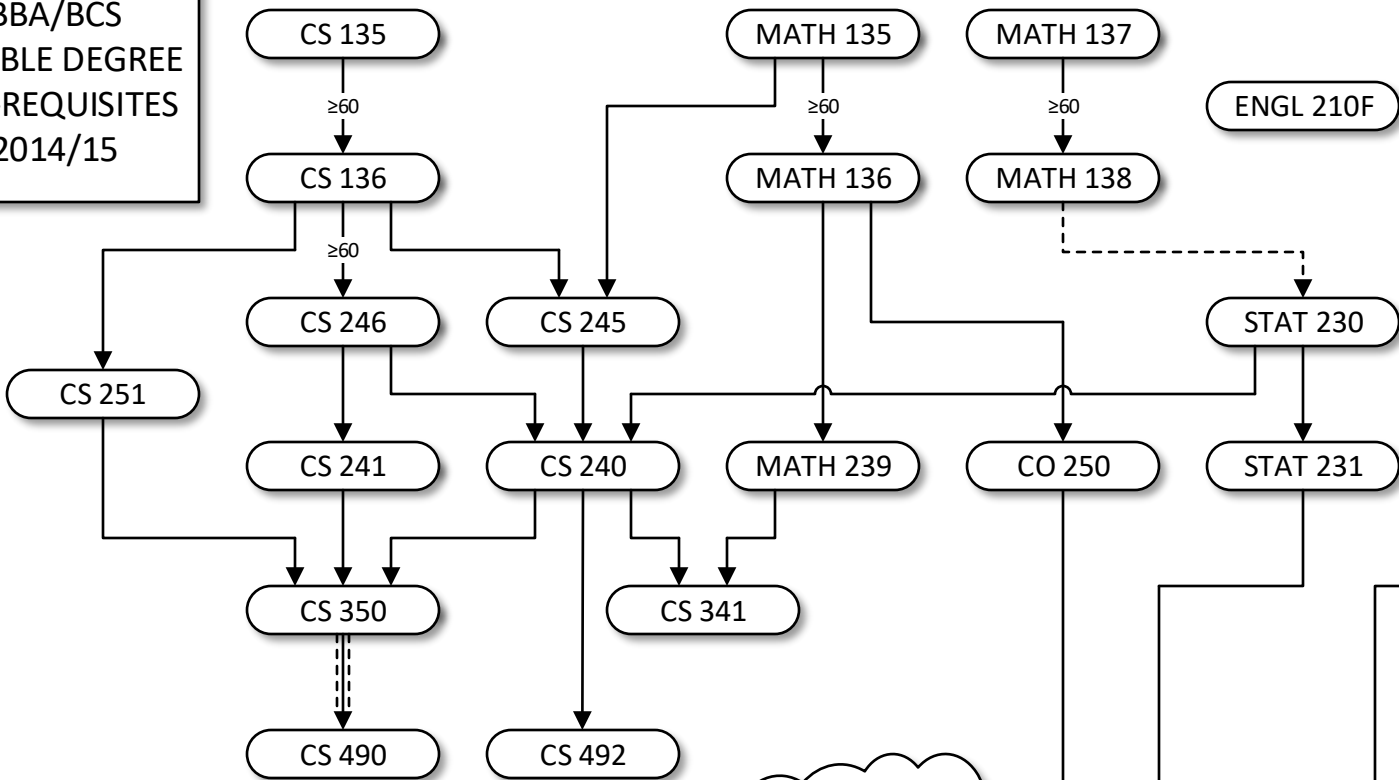 BBA/BCS
BLE DEGREE
REQUISITES
2014/15
CS 135
MATH 135
MATH 137
≥60
≥60
≥60
ENGL 210F
CS 136
MATH 136
MATH 138
≥60
CS 246
CS 245
STAT 230
CS 251
CS 241
CS 240
MATH 239
CO 250
STAT 231
CS 350
CS 341
CS 490
CS 492